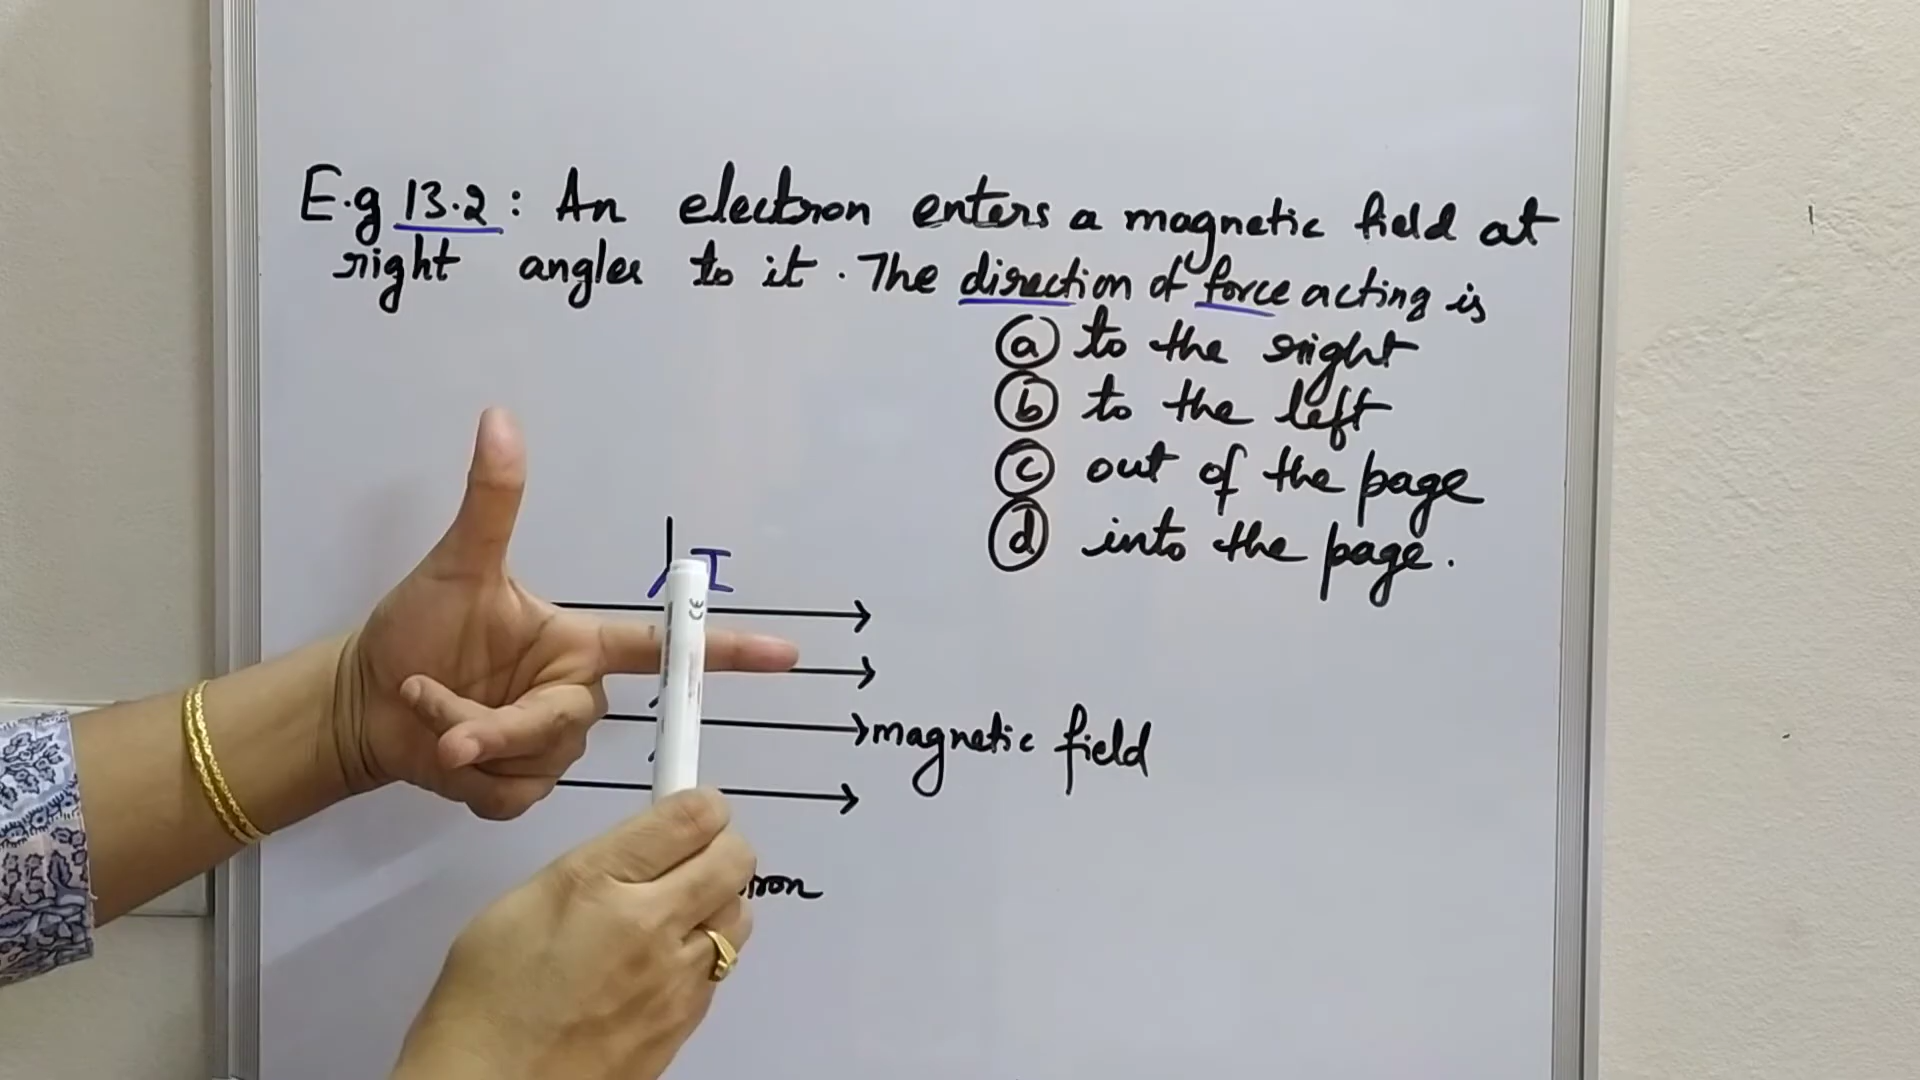 E.g 13.2 : An electron enters a magnetic field at
right angles to it. The direction of force acting is
(a) to the right
(b) to the left
(c) out of the page
(d) into the page.
I
CE
magnetic field